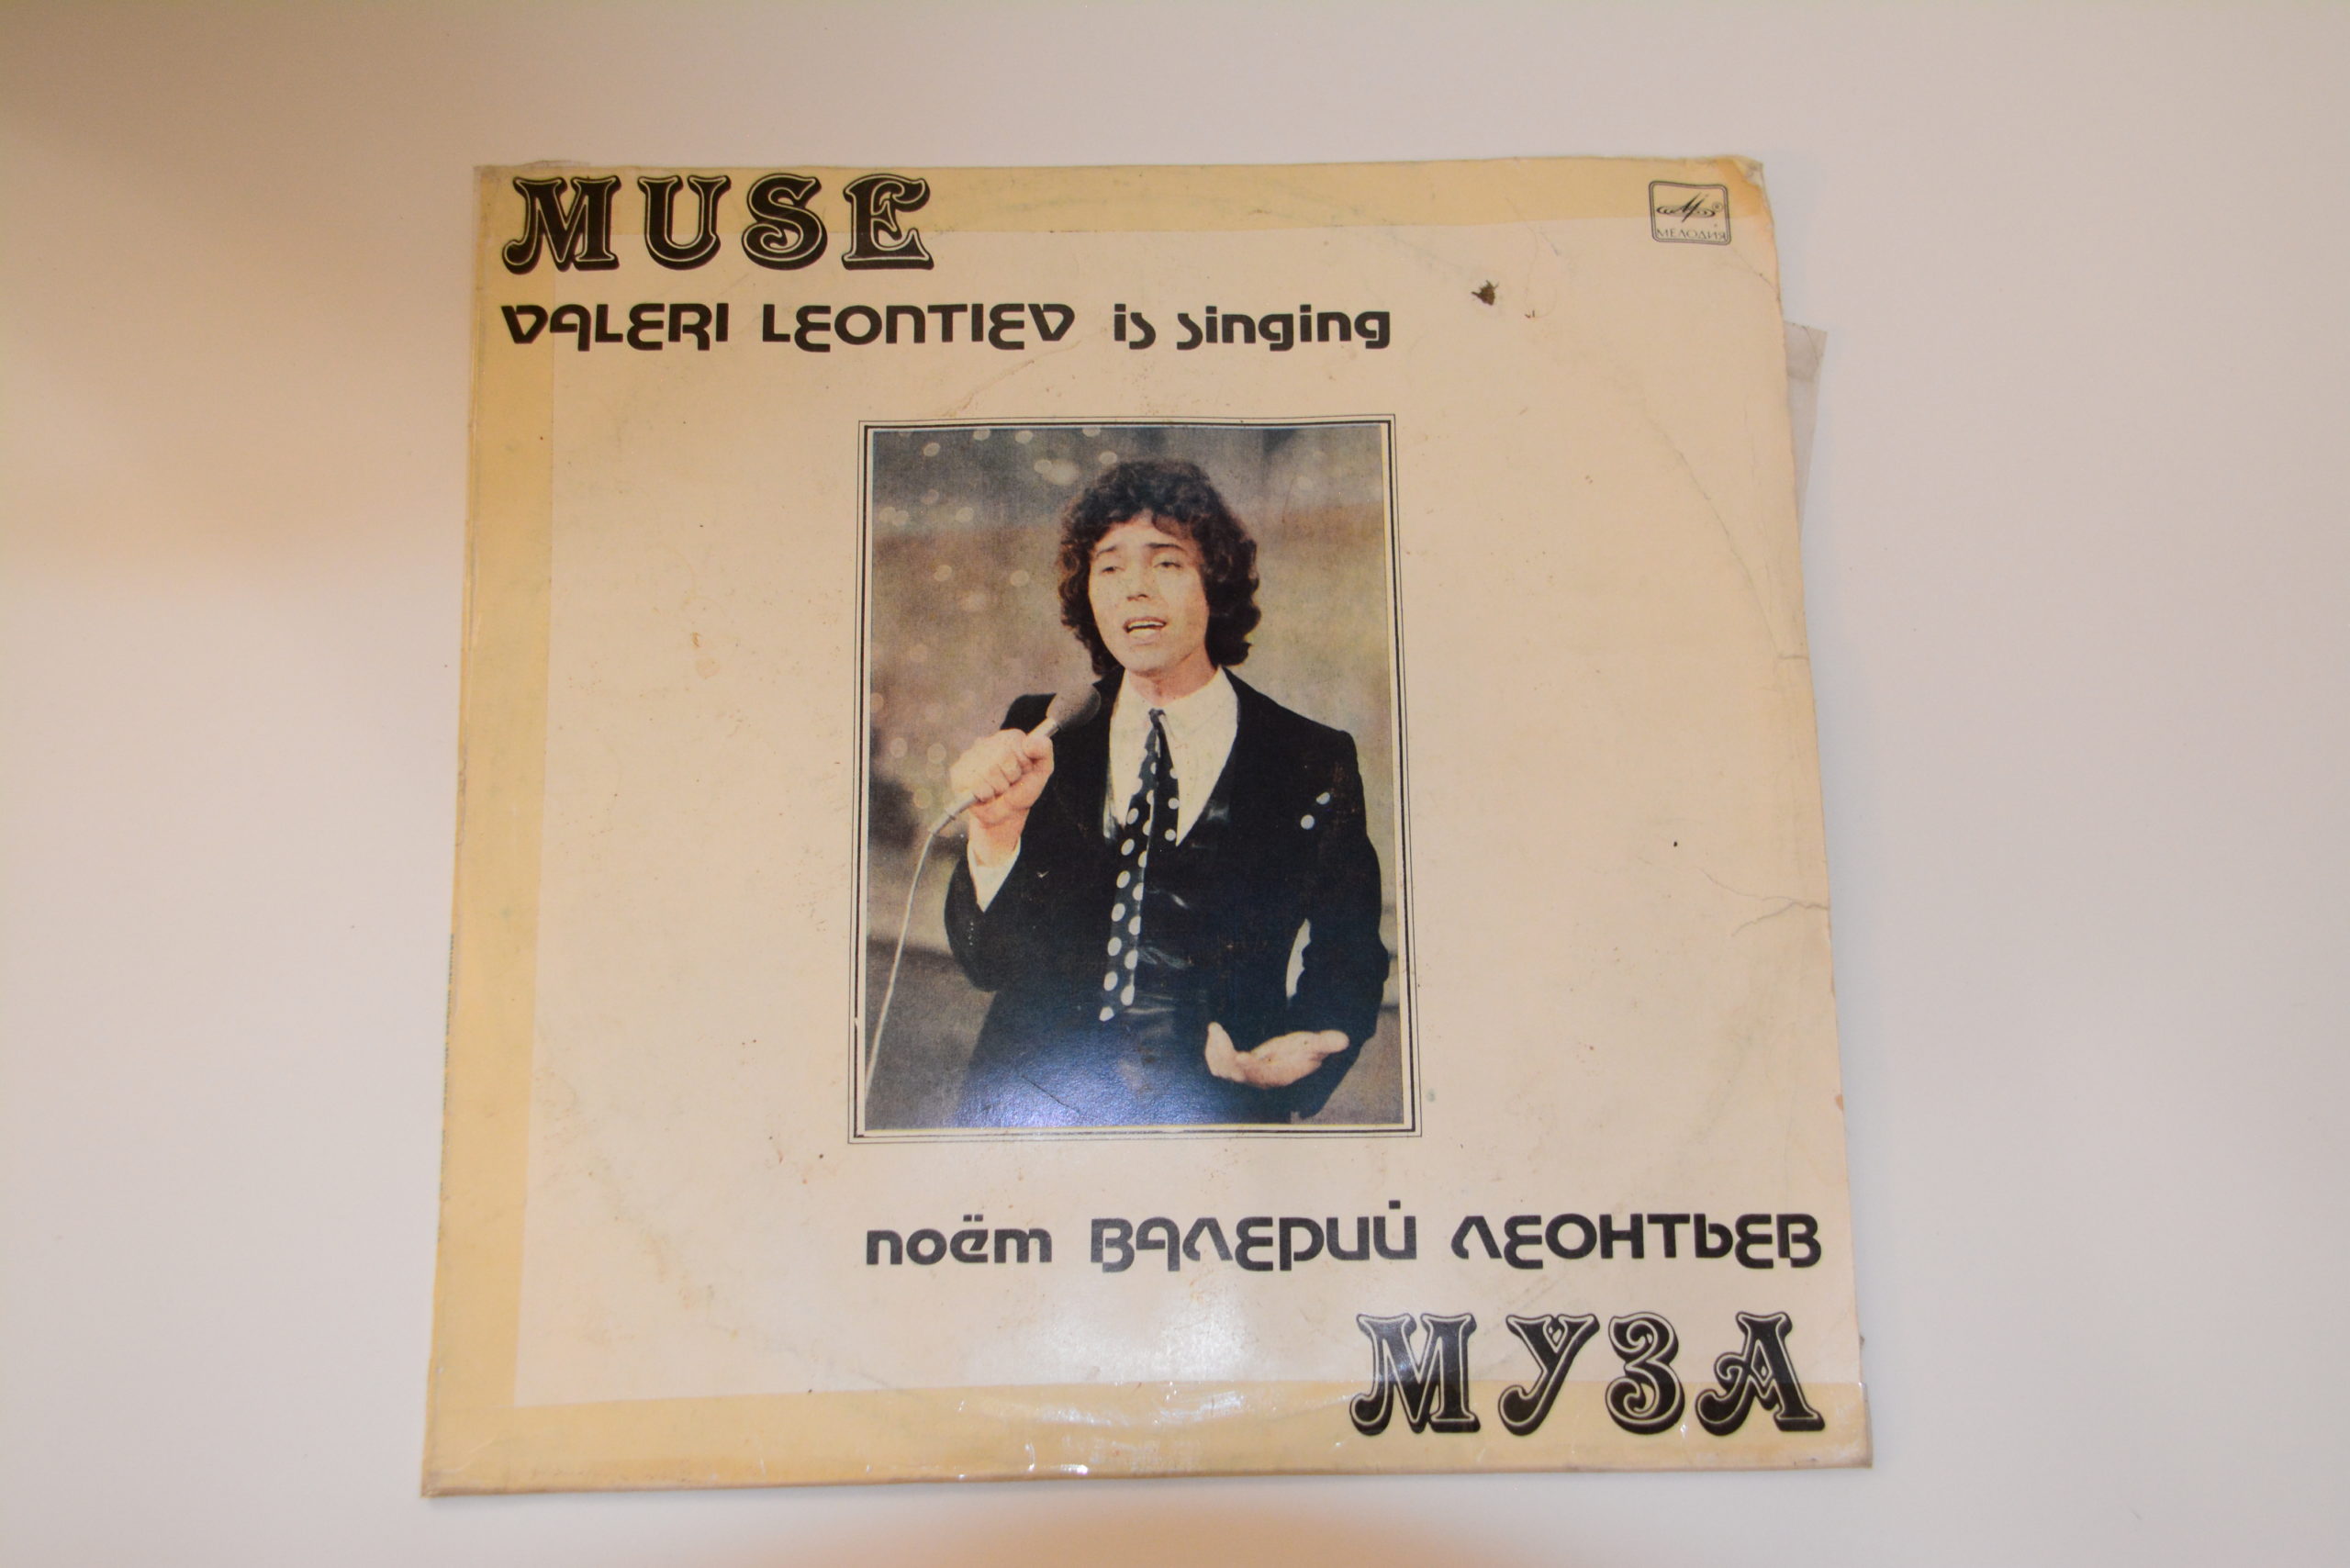 MUSE
МЕЛОДИЯ
VALERI LEONTIEV is singing
поёт ВАЛЕРИЙ ЛЕОНТЬЕВ
МУЗА